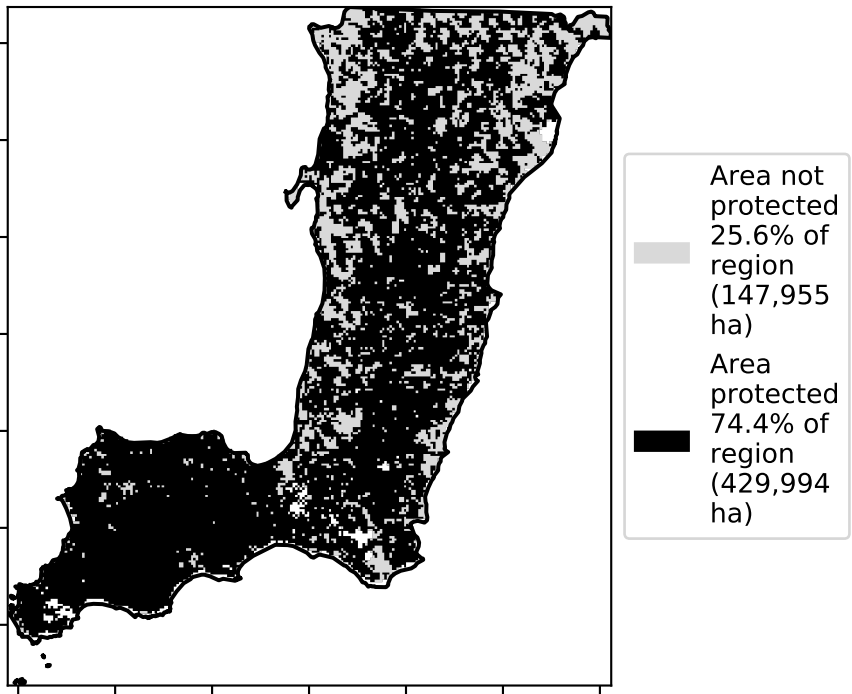 Area not
protected
25.6% of
region
(147,955
ha)
Area
protected
74.4% of
region
(429,994
ha)